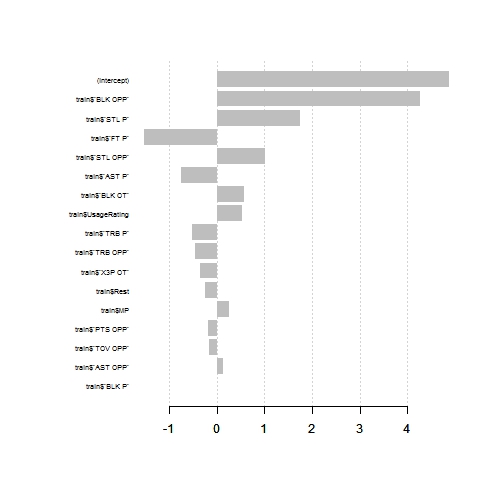 (Intercept)
train$`BLK OPP`
train$`STL P`
train$`FT P`
train$`STL OPP`
train$`AST P`
train$`BLK OT`
train$UsageRating
train$`TRB P`
train$`TRB OPP`
train$`X3P OT`
train$Rest
train$MP
train$`PTS OPP`
train$`TOV OPP`
train$`AST OPP`
train$`BLK P`
-1 0 1 2 3 4